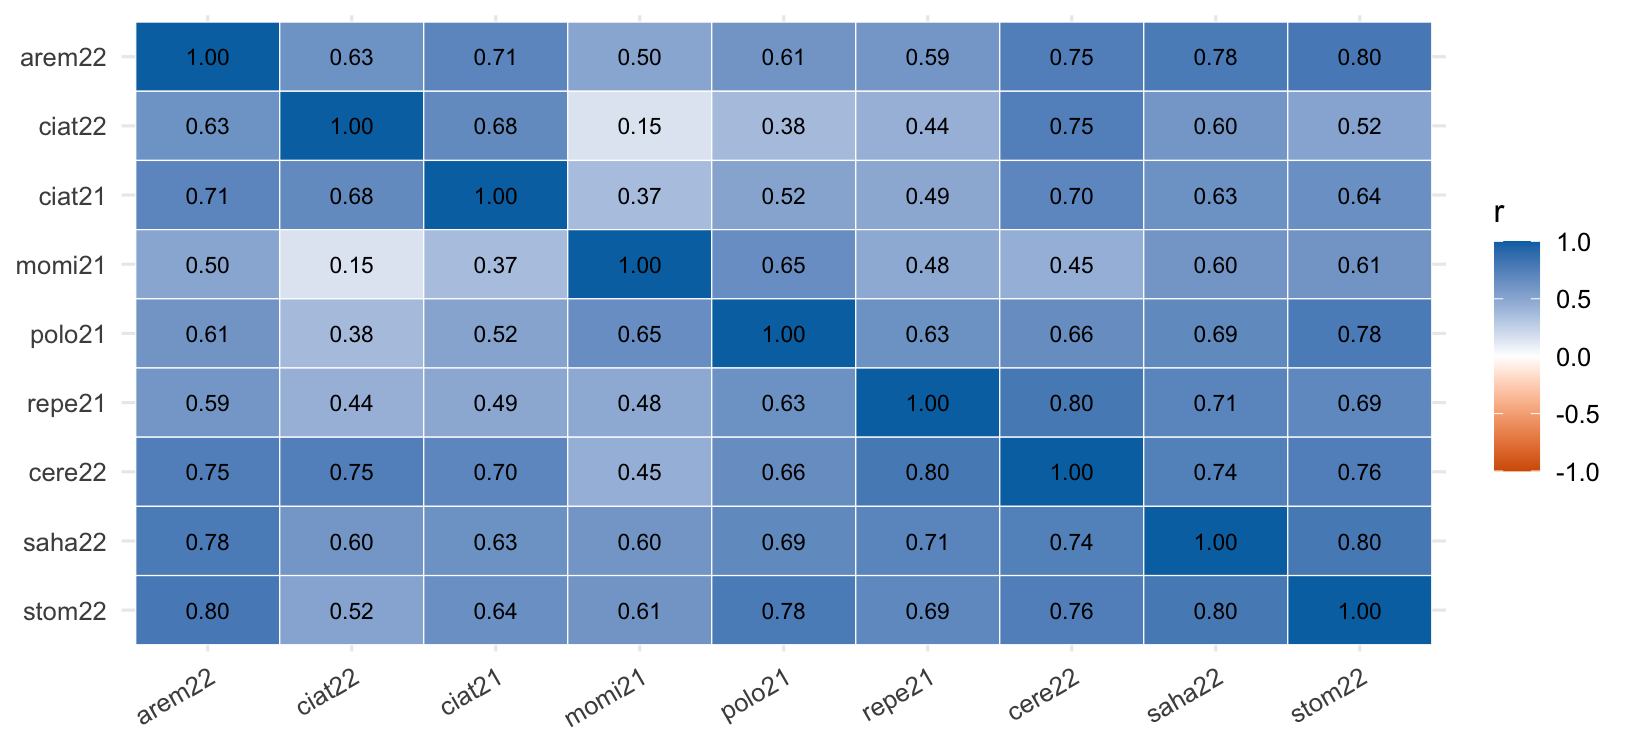 arem22 1.00 0.63 0.71 0.50 0.61 0.59 0.75 0.78 0.80
ciat22 0.63 1.00 0.68 0.15 0.38 0.44 0.75 0.60 0.52
ciat21 0.71 0.68 1.00 0.37 0.52 0.49 0.70 0.63 0.64
momi21 0.50 0.15 0.37 1.00 0.65 0.48 0.45 0.60 0.61
polo21 0.61 0.38 0.52 0.65 1.00 0.63 0.66 0.69 0.78
repe21 0.59 0.44 0.49 0.48 0.63 1.00 0.80 0.71 0.69
cere22 0.75 0.75 0.70 0.45 0.66 0.80 1.00 0.74 0.76
saha22 0.78 0.60 0.63 0.60 0.69 0.71 0.74 1.00 0.80
stom22 0.80 0.52 0.64 0.61 0.78 0.69 0.76 0.80 1.00
arem22 ciat22 ciat21 momi21 polo21 repe21 cere22 saha22 stom22
r
1.0
0.5
0.0
-0.5
-1.0